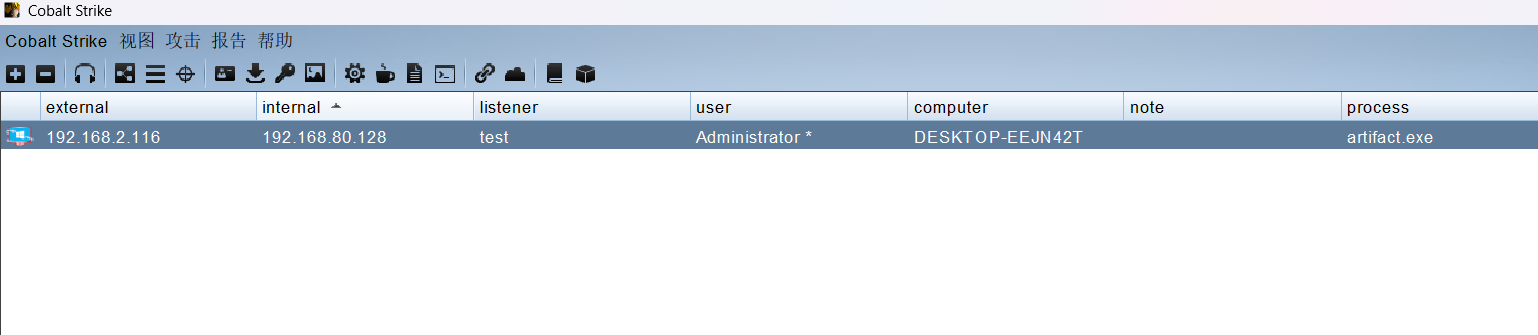 Cobalt Strike
Cobalt Strike 视图 攻击 报告 帮助
external internal listener user computer note process
192.168.2.116 192.168.80.128 test Administrator * DESKTOP-EEJN42T artifact.exe